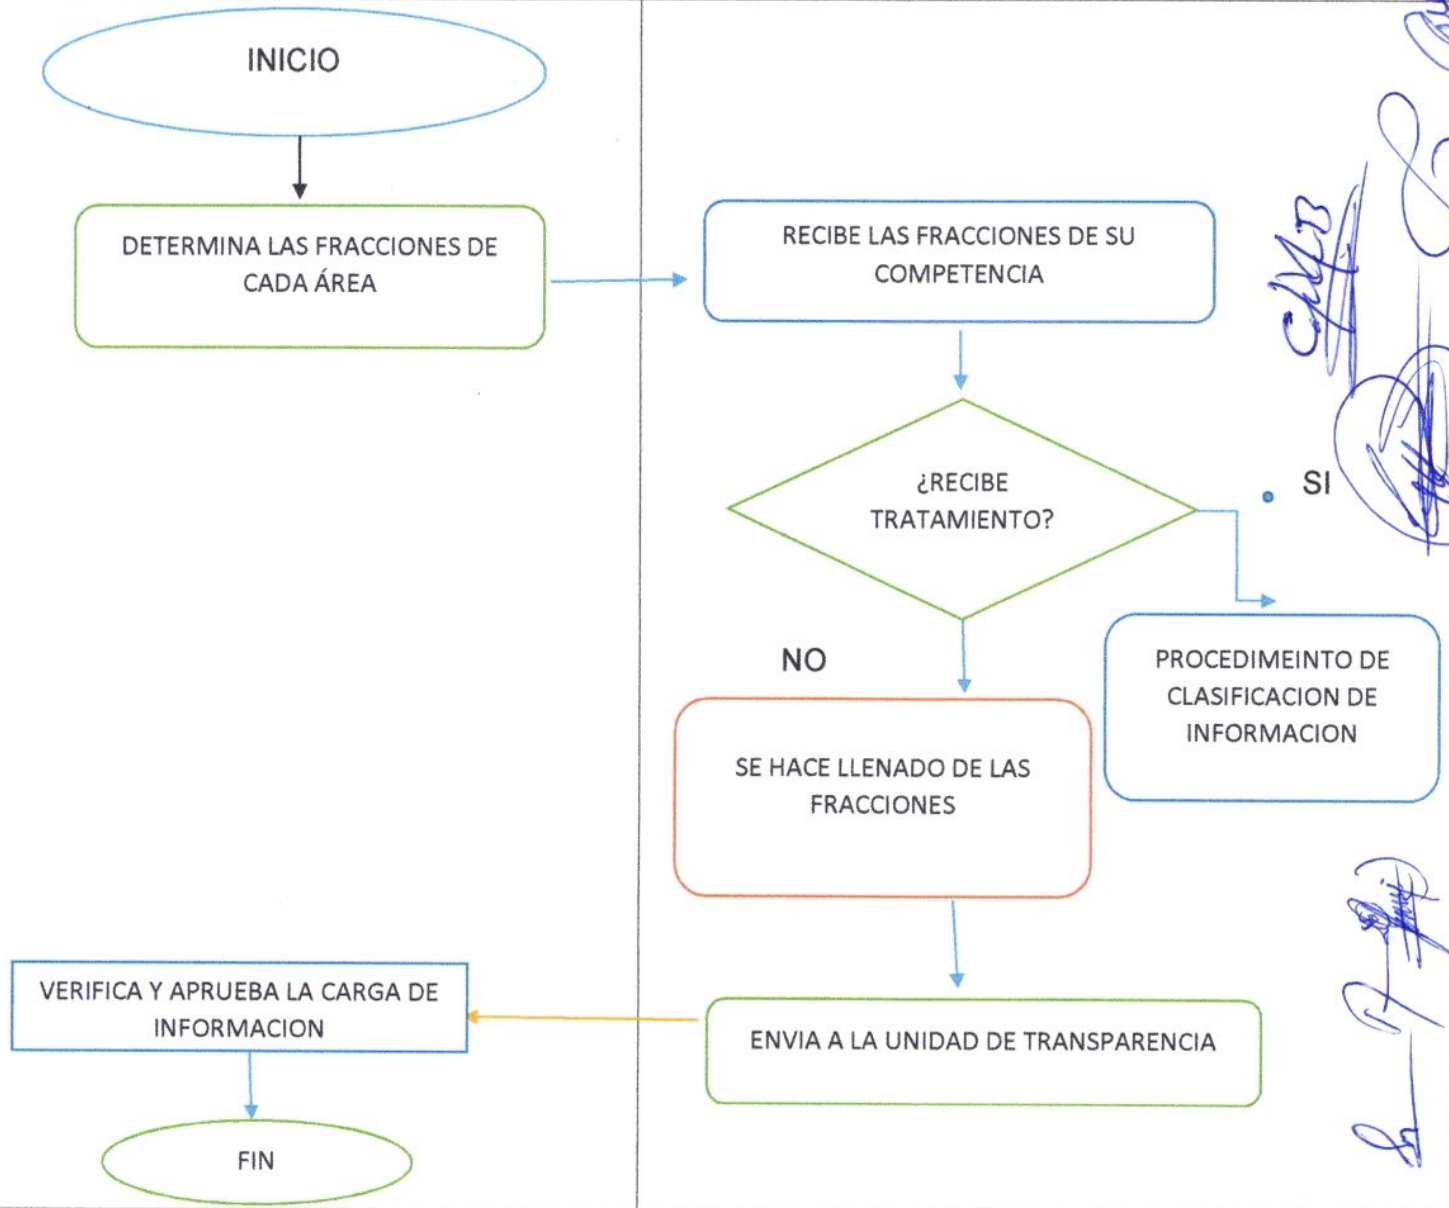 INICIO
DETERMINA LAS FRACCIONES DE
CADA ÁREA
RECIBE LAS FRACCIONES DE SU
COMPETENCIA
¿RECIBE
TRATAMIENTO?
SI
NO
PROCEDIMEINTO DE
CLASIFICACION DE
INFORMACION
SE HACE LLENADO DE LAS
FRACCIONES
ENVIA A LA UNIDAD DE TRANSPARENCIA
VERIFICA Y APRUEBA LA CARGA DE
INFORMACION
FIN